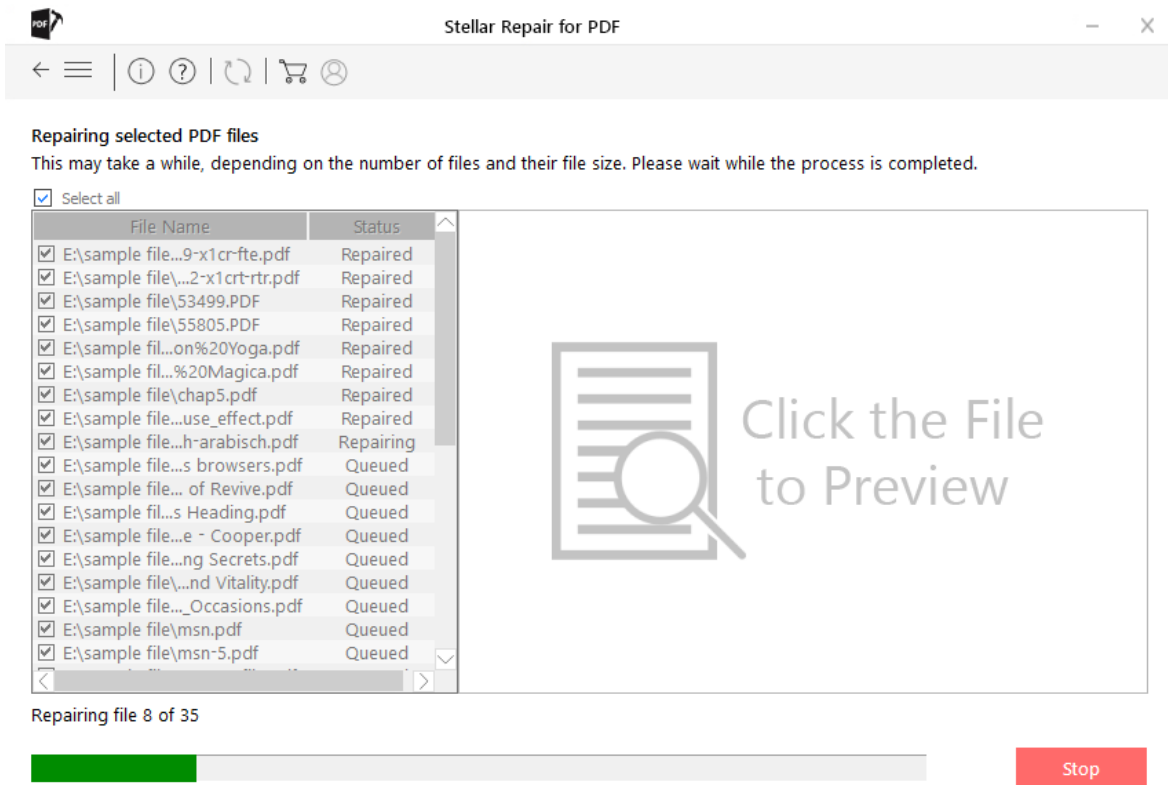 PDF
Stellar Repair for PDF
Repairing selected PDF files
This may take a while, depending on the number of files and their file size. Please wait while the process is completed.
Select all
File Name Status
E:\sample file...9-x1cr-fte.pdf Repaired
E:\sample file\...2-x1crt-rtr.pdf Repaired
E:\sample file\53499.PDF Repaired
E:\sample file\55805.PDF Repaired
E:\sample fil...on%20Yoga.pdf Repaired
E:\sample fil...%20Magica.pdf Repaired
E:\sample file\chap5.pdf Repaired
E:\sample file...use_effect.pdf Repaired
E:\sample file...h-arabisch.pdf Repairing
E:\sample file...s browsers.pdf Queued
E:\sample file... of Revive.pdf Queued
E:\sample fil...s Heading.pdf Queued
E:\sample file...e - Cooper.pdf Queued
E:\sample file...ng Secrets.pdf Queued
E:\sample file\...nd Vitality.pdf Queued
E:\sample file..._Occasions.pdf Queued
E:\sample file\msn.pdf Queued
E:\sample file\msn-5.pdf Queued
Click the File
to Preview
Repairing file 8 of 35
Stop